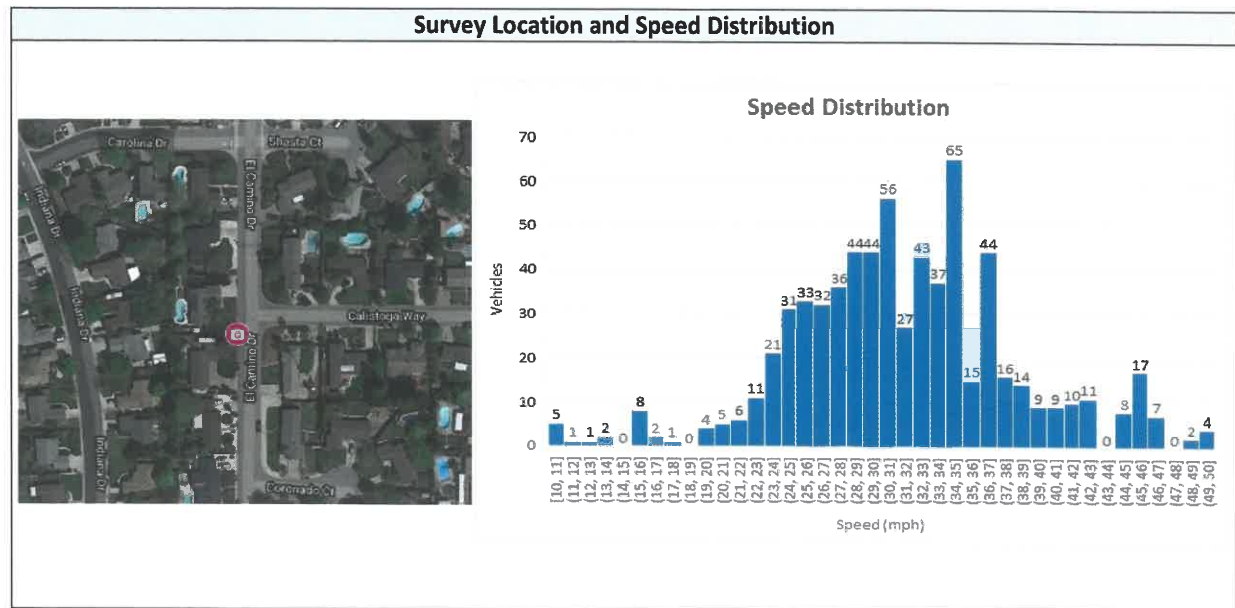 Survey Location and Speed Distribution
Carolina Dr
Shasta Ct
El Camino Dr
Indiana Dr
Indiana Dr
Calistoga Way
El Camino Dr
Indiana Dr
Coronado Ct
Speed Distribution
Vehicles
70
60
50
40
30
20
10
0
5 1 1 2 0 8 2 1 0 4 5 6 11 21 31 33 32 36 44 44 56 27 43 37 65 15 44 16 14 9 9 10 11 0 8 17 7 0 2 4
[10, 11] (11, 12] (12, 13] (13, 14] (14, 15] (15, 16] (16, 17] (17, 18] (18, 19] (19, 20] (20, 21] (21, 22] (22, 23] (23, 24] (24, 25] (25, 26] (26, 27] (27, 28] (28, 29] (29, 30] (30, 31] (31, 32] (32, 33] (33, 34] (34, 35] (35, 36] (36, 37] (37, 38] (38, 39] (39, 40] (40, 41] (41, 42] (42, 43] (43, 44] (44, 45] (45, 46] (46, 47] (47, 48] (48, 49] (49, 50]
Speed (mph)